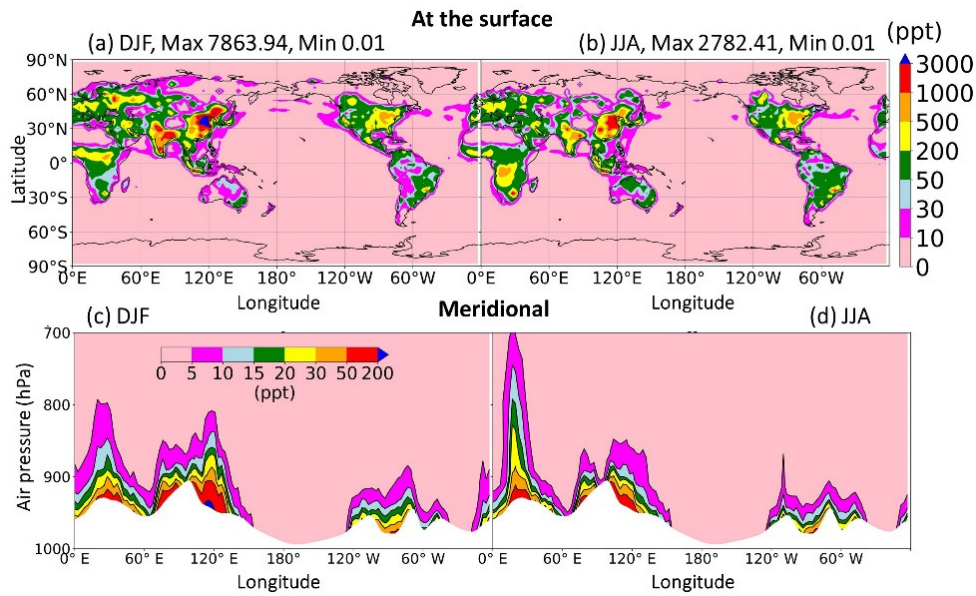 At the surface
(a) DJF, Max 7863.94, Min 0.01
(b) JJA, Max 2782.41, Min 0.01
(ppt)
90°N
60°N
30°N
0°
30°S
60°S
90°S
Latitude
0° E 60° E 120°E 120°W 60° W 0° E 60° E 120°E 120°W 60° W
Longitude Longitude
3000
1000
500
200
50
30
10
0
Meridional
(c) DJF
(d) JJA
700
800
900
1000
Air pressure (hPa)
0 5 10 15 20 30 50 200
(ppt)
0° E 60° E 120°E 120°W 60° W 0° E 60° E 120°E 120°W 60° W
Longitude Longitude